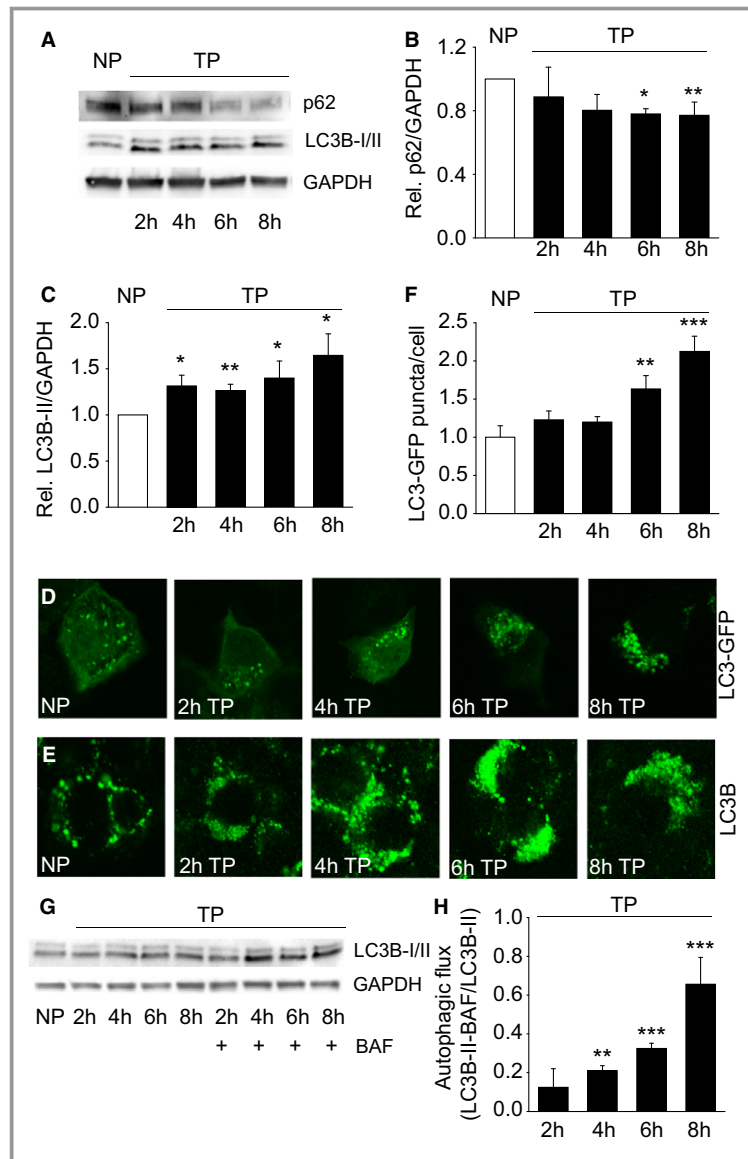 A
NP TP
p62
LC3B-I/II
GAPDH
2h 4h 6h 8h
B
NP TP
Rel. p62/GAPDH
1.2
0.8
0.4
0.0
* **
2h 4h 6h 8h
C
NP TP
Rel. LC3B-II/GAPDH
2.0
1.5
1.0
0.5
0.0
* ** * *
2h 4h 6h 8h
F
NP TP
LC3-GFP puncta/cell
2.5
2.0
1.5
1.0
0.5
0.0
** ***
2h 4h 6h 8h
D
NP 2h TP 4h TP 6h TP 8h TP
LC3-GFP
E
NP 2h TP 4h TP 6h TP 8h TP
LC3B
G
TP
LC3B-I/II
GAPDH
NP 2h 4h 6h 8h 2h 4h 6h 8h
+ + + + BAF
H
TP
Autophagic flux
(LC3B-II-BAF/LC3B-II)
1.0
0.8
0.6
0.4
0.2
0.0
** *** ***
2h 4h 6h 8h